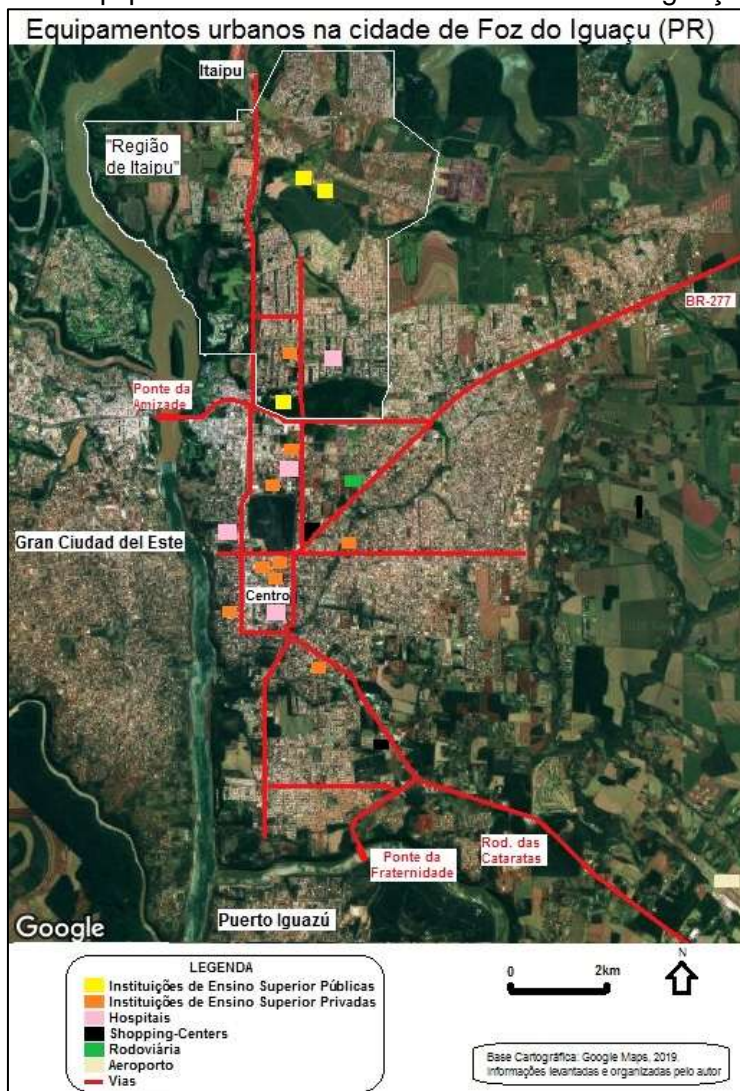 Equipamentos urbanos na cidade de Foz do Iguaçu (PR)
Itaipu
"Região
de Itaipu"
BR-277
Ponte da
Amizade
Gran Ciudad del Este
Centro
Ponte da
Fraternidade
Rod. das
Cataratas
Puerto Iguazú
Google
LEGENDA
Instituições de Ensino Superior Públicas
Instituições de Ensino Superior Privadas
Hospitais
Shopping-Centers
Rodoviária
Aeroporto
Vias
0 2km
N
Base Cartográfica: Google Maps, 2019.
Informações levantadas e organizadas pelo autor